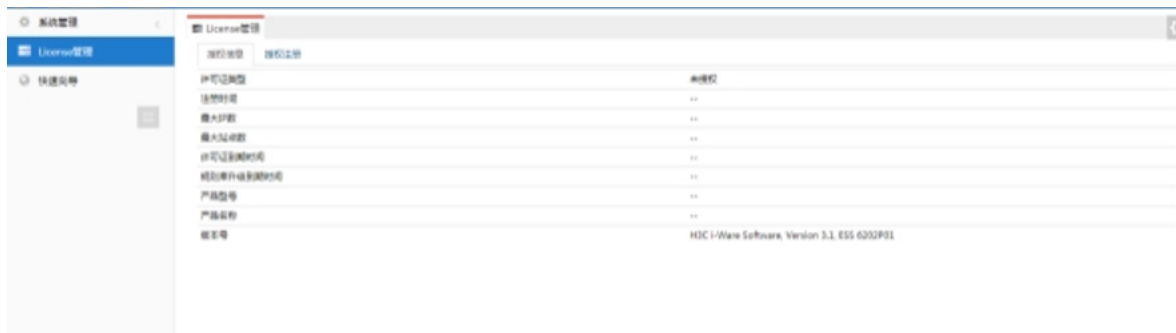 系统管理
License管理
快速向导
License管理
授权信息 授权注册
许可证类型 未授权
注册时间 --
最大IP数 --
最大站点数 --
许可证到期时间 --
规则库升级到期时间 --
产品型号 --
产品名称 --
版本号 H3C i-Ware Software, Version 3.1, ESS 6202P01